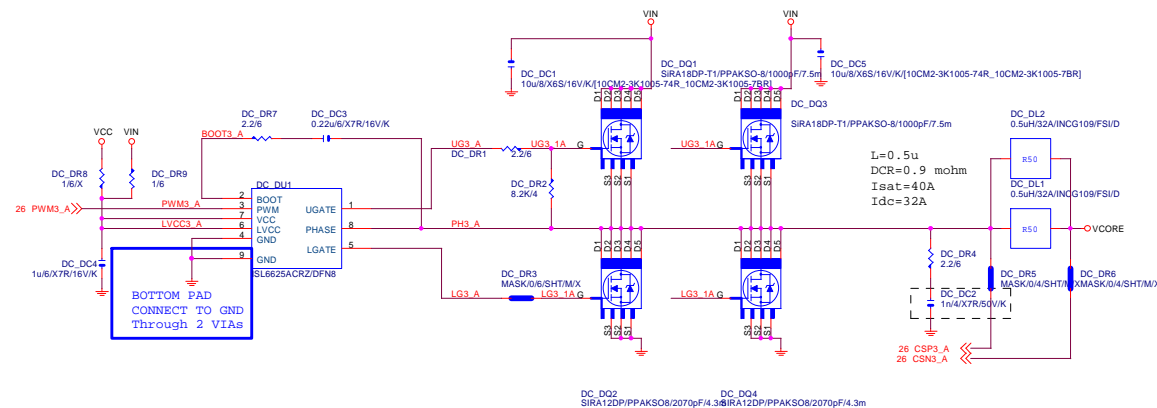 VIN
VIN
DC_DC1
10u/8/X6S/16V/K/[10CM2-3K1005-74R_10CM2-3K1005-7BR]
DC_DQ1
SiRA18DP-T1/PPAKSO-8/1000pF/7.5m
DC_DC5
10u/8/X6S/16V/K/[10CM2-3K1005-74R_10CM2-3K1005-7BR]
D1 D2 D3 D4 D5
D1 D2 D3 D4 D5
DC_DQ3
SiRA18DP-T1/PPAKSO-8/1000pF/7.5m
DC_DR7
2.2/6
DC_DC3
0.22u/6/X7R/16V/K
VCC
VIN
BOOT3_A
UG3_A
DC_DR1
2.2/6
UG3_1A
G
UG3_1A
G
S3 S2 S1
S3 S2 S1
DC_DL2
0.5uH/32A/INCG109/FSI/D
R50
L=0.5u
DCR=0.9 mohm
Isat=40A
Idc=32A
DC_DR8
1/6/X
DC_DR9
1/6
DC_DR2
8.2K/4
DC_DL1
0.5uH/32A/INCG109/FSI/D
R50
DC_DU1
26 PWM3_A
PWM3_A
LVCC3_A
2 BOOT
3 PWM
7 VCC
6 LVCC
4 GND
9 GND
UGATE 1
PHASE 8
LGATE 5
SL6625ACRZ/DFN8
PH3_A
VCORE
D1 D2 D3 D4 D5
D1 D2 D3 D4 D5
DC_DC4
1u/6/X7R/16V/K
BOTTOM PAD
CONNECT TO GND
Through 2 VIAs
DC_DR3
MASK/0/6/SHT/M/X
LG3_A
LG3_1A
G
LG3_1A
G
S3 S2 S1
S3 S2 S1
DC_DR4
2.2/6
DC_DR5
MASK/0/4/SHT/M/X
DC_DR6
MASK/0/4/SHT/M/X
DC_DC2
1n/4/X7R/50V/K
26 CSP3_A
26 CSN3_A
DC_DQ2
SIRA12DP/PPAKSO8/2070pF/4.3m
DC_DQ4
SIRA12DP/PPAKSO8/2070pF/4.3m